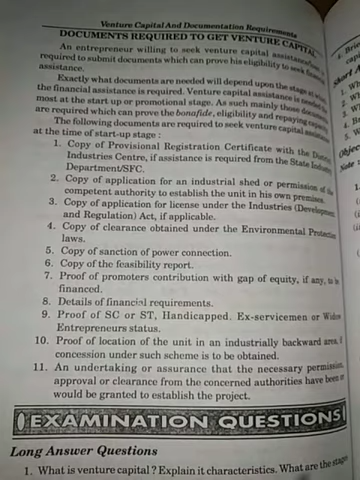 Venture Capital And Documentation Requirements
DOCUMENTS REQUIRED TO GET VENTURE CAPITAL
An entrepreneur willing to seek venture capital assistance
required to submit documents which can prove his eligibility to seek
assistance.
Exactly what documents are needed will depend upon the stage at
the financial assistance is required. Venture capital assistance is needed
most at the start up or promotional stage. As such mainly those documents
are required which can prove the bonafide, eligibility and repaying capacity
The following documents are required to seek venture capital
at the time of start-up stage :
1. Copy of Provisional Registration Certificate with the District
Industries Centre, if assistance is required from the State Industry
Department/SFC.
2. Copy of application for an industrial shed or permission of the
competent authority to establish the unit in his own premises.
3. Copy of application for license under the Industries (Development
and Regulation) Act, if applicable.
4. Copy of clearance obtained under the Environmental Protection
laws.
5. Copy of sanction of power connection.
6. Copy of the feasibility report.
7. Proof of promoters contribution with gap of equity, if any, to be
financed.
8. Details of financial requirements.
9. Proof of SC or ST, Handicapped. Ex-servicemen or Widow
Entrepreneurs status.
10. Proof of location of the unit in an industrially backward area, if
concession under such scheme is to be obtained.
11. An undertaking or assurance that the necessary permission,
approval or clearance from the concerned authorities have been or
would be granted to establish the project.
EXAMINATION QUESTIONS
Long Answer Questions
1. What is venture capital ? Explain it characteristics. What are the stages
Short
1.
2.
3.
4.
5.
Objec
Note